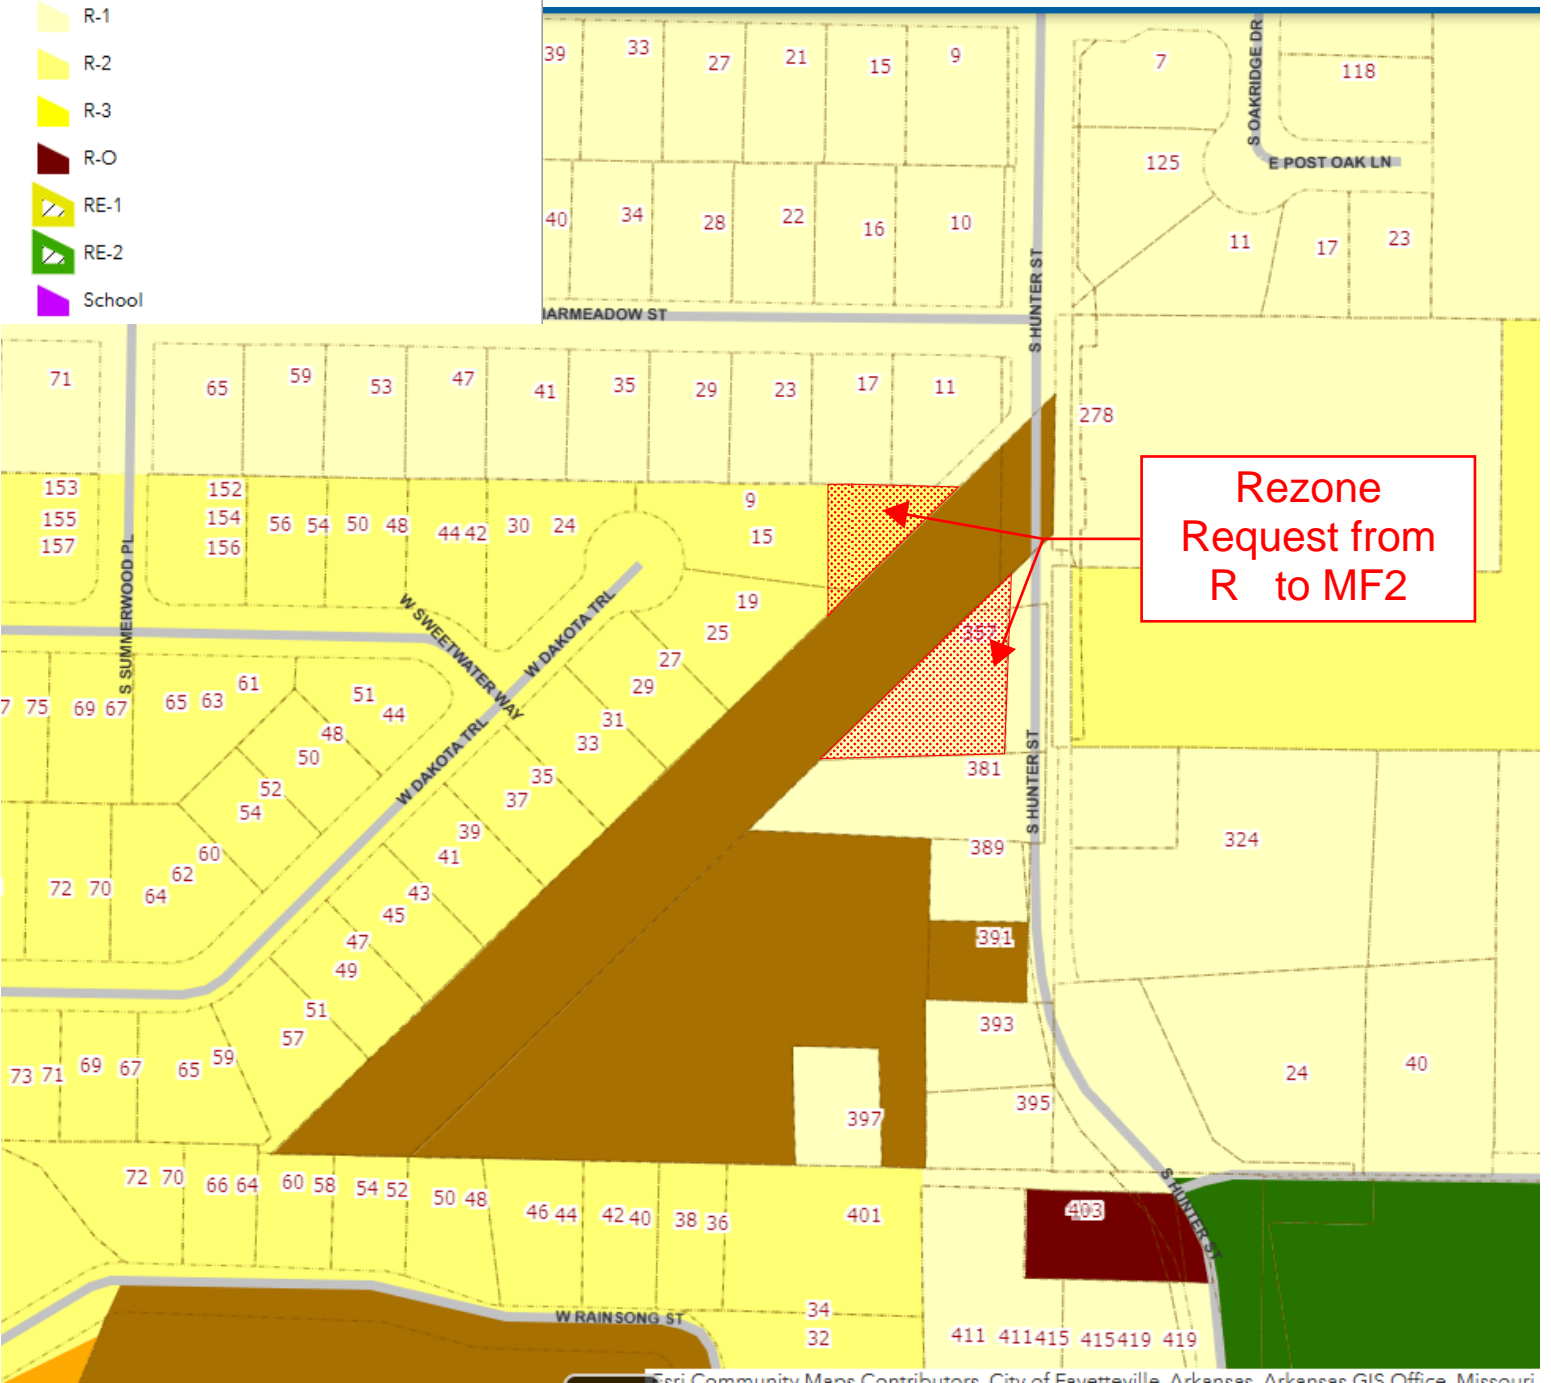 R-1
R-2
R-3
R-O
RE-1
RE-2
School
39 33 27 21 15 9
7 118
S OAKRIDGE DR
E POST OAK LN
125
40 34 28 22 16 10
11 17 23
S HUNTER ST
IARMEADOW ST
71 65 59 53 47 41 35 29 23 17 11
278
Rezone
Request from
R to MF2
153 152
155 154 56 54 50 48 44 42 30 24 9
157 156 15
S SUMMERWOOD PL
W SWEETWATER WAY
W DAKOTA TRL
19
25
27
29
31
33
35
37
39
41
43
45
47
49
51
57
7 75 69 67 65 63 61
51
44
48
50
52
54
60
62
64
72 70
W DAKOTA TRL
381
S HUNTER ST
389
324
391
393
395
397
24 40
73 71 69 67 65 59
72 70 66 64 60 58 54 52 50 48 46 44 42 40 38 36 401
403
S HUNTER ST
W RAINSONG ST
34
32
411 411 415 415 419 419
Esri Community Maps Contributors, City of Fayetteville, Arkansas, Arkansas GIS Office, Missouri